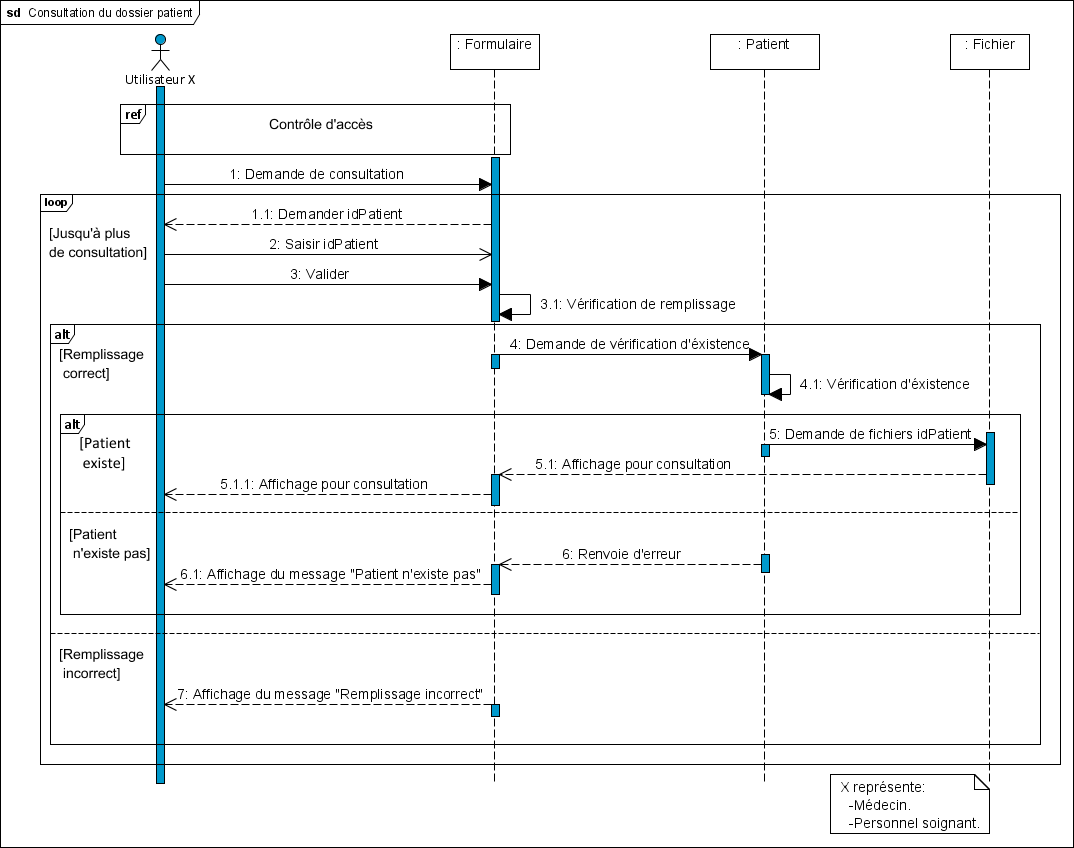 sd Consultation du dossier patient
: Formulaire
: Patient
: Fichier
Utilisateur X
ref
Contrôle d'accès
1: Demande de consultation
loop
1.1: Demander idPatient
[Jusqu'à plus
de consultation]
2: Saisir idPatient
3: Valider
3.1: Vérification de remplissage
alt
[Remplissage
correct]
4: Demande de vérification d'éxistence
4.1: Vérification d'éxistence
alt
[Patient
existe]
5: Demande de fichiers idPatient
5.1: Affichage pour consultation
5.1.1: Affichage pour consultation
[Patient
n'existe pas]
6: Renvoie d'erreur
6.1: Affichage du message "Patient n'existe pas"
[Remplissage
incorrect]
7: Affichage du message "Remplissage incorrect"
X représente:
-Médecin.
-Personnel soignant.